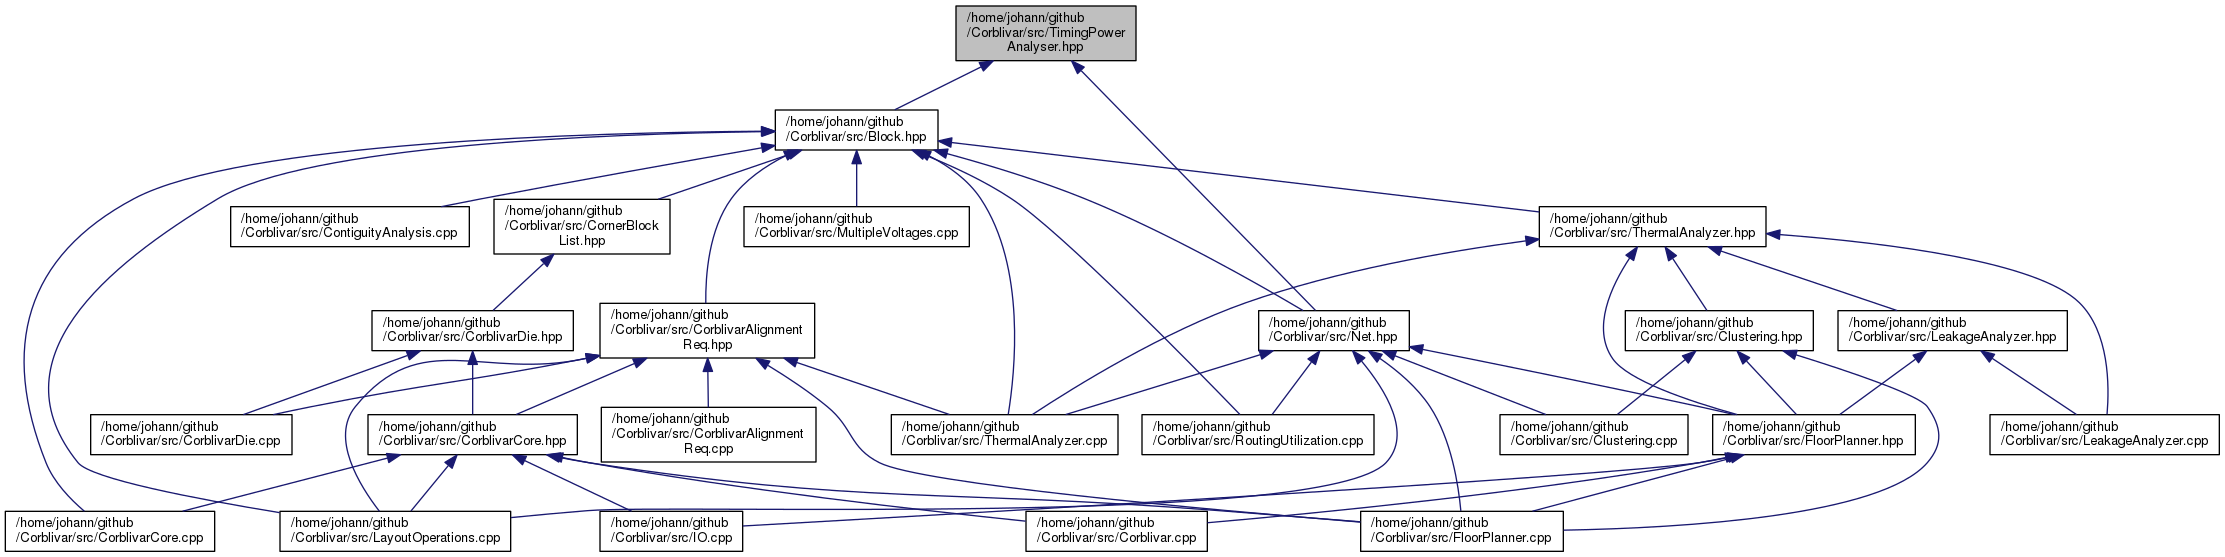 /home/johann/github
/Corblivar/src/TimingPower
Analyser.hpp
/home/johann/github
/Corblivar/src/Block.hpp
/home/johann/github
/Corblivar/src/ContiguityAnalysis.cpp
/home/johann/github
/Corblivar/src/CornerBlock
List.hpp
/home/johann/github
/Corblivar/src/MultipleVoltages.cpp
/home/johann/github
/Corblivar/src/ThermalAnalyzer.hpp
/home/johann/github
/Corblivar/src/CorblivarDie.hpp
/home/johann/github
/Corblivar/src/CorblivarAlignment
Req.hpp
/home/johann/github
/Corblivar/src/Net.hpp
/home/johann/github
/Corblivar/src/Clustering.hpp
/home/johann/github
/Corblivar/src/LeakageAnalyzer.hpp
/home/johann/github
/Corblivar/src/CorblivarDie.cpp
/home/johann/github
/Corblivar/src/CorblivarCore.hpp
/home/johann/github
/Corblivar/src/CorblivarAlignment
Req.cpp
/home/johann/github
/Corblivar/src/ThermalAnalyzer.cpp
/home/johann/github
/Corblivar/src/RoutingUtilization.cpp
/home/johann/github
/Corblivar/src/Clustering.cpp
/home/johann/github
/Corblivar/src/FloorPlanner.hpp
/home/johann/github
/Corblivar/src/LeakageAnalyzer.cpp
/home/johann/github
/Corblivar/src/CorblivarCore.cpp
/home/johann/github
/Corblivar/src/LayoutOperations.cpp
/home/johann/github
/Corblivar/src/IO.cpp
/home/johann/github
/Corblivar/src/Corblivar.cpp
/home/johann/github
/Corblivar/src/FloorPlanner.cpp